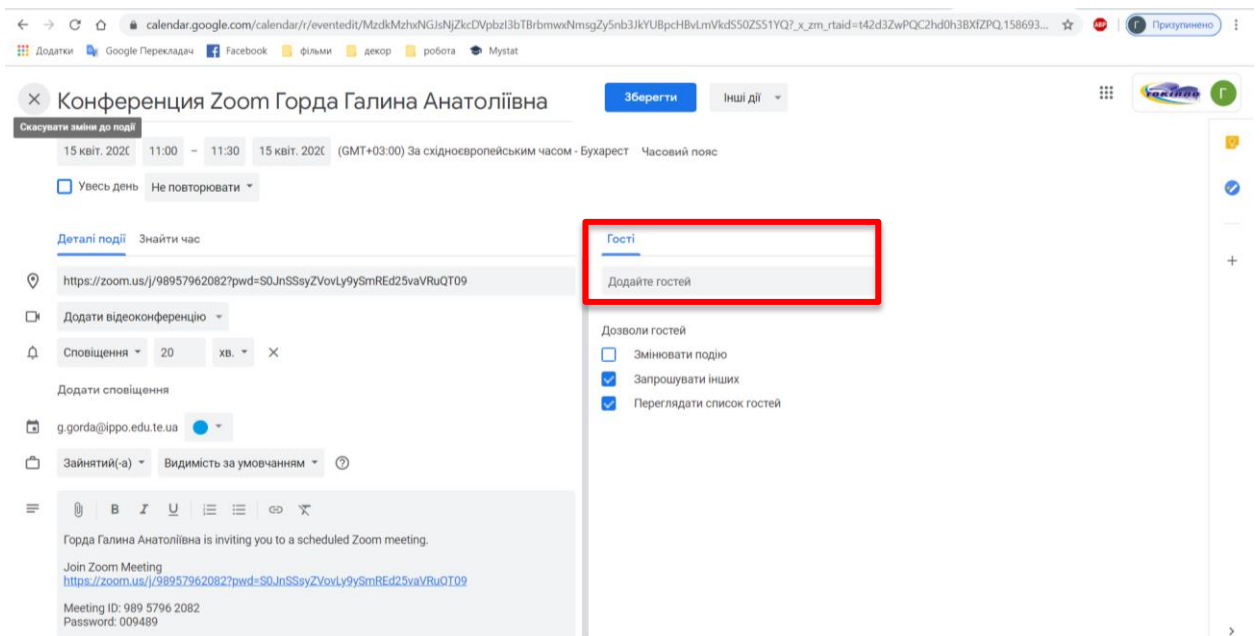 calendar.google.com/calendar/r/eventedit/MzdkMzhxNGJsNjZkcDVpbzI3bTBrbmwxNmsgZy5nb3JkYUBpcHBvLmVkdS50ZS51YQ?_x_zm_rtaid=t42d3ZwPQC2hd0h3BXfZPQ.158693...
ABP
Г Призупинено
Додатки Google Перекладач Facebook фільми декор робота Mystat
Конференция Zoom Горда Галина Анатоліївна Зберегти Інші дії Г
Скасувати зміни до події
15 квіт. 2020 11:00 – 11:30 15 квіт. 2020 (GMT+03:00) За східноєвропейським часом - Бухарест Часовий пояс
Увесь день Не повторювати
Деталі події Знайти час Гості
https://zoom.us/j/98957962082?pwd=S0JnSSsyZVovLy9ySmREd25vaVRuQT09 Додайте гостей
Додати відеоконференцію
Дозволи гостей
Сповіщення 20 хв. Змінювати подію
Запрошувати інших
Додати сповіщення
Переглядати список гостей
g.gorda@ippo.edu.te.ua
Зайнятий(-а) Видимість за умовчанням
B I U
Горда Галина Анатоліївна is inviting you to a scheduled Zoom meeting.
Join Zoom Meeting
https://zoom.us/j/98957962082?pwd=S0JnSSsyZVovLy9ySmREd25vaVRuQT09
Meeting ID: 989 5796 2082
Password: 009489